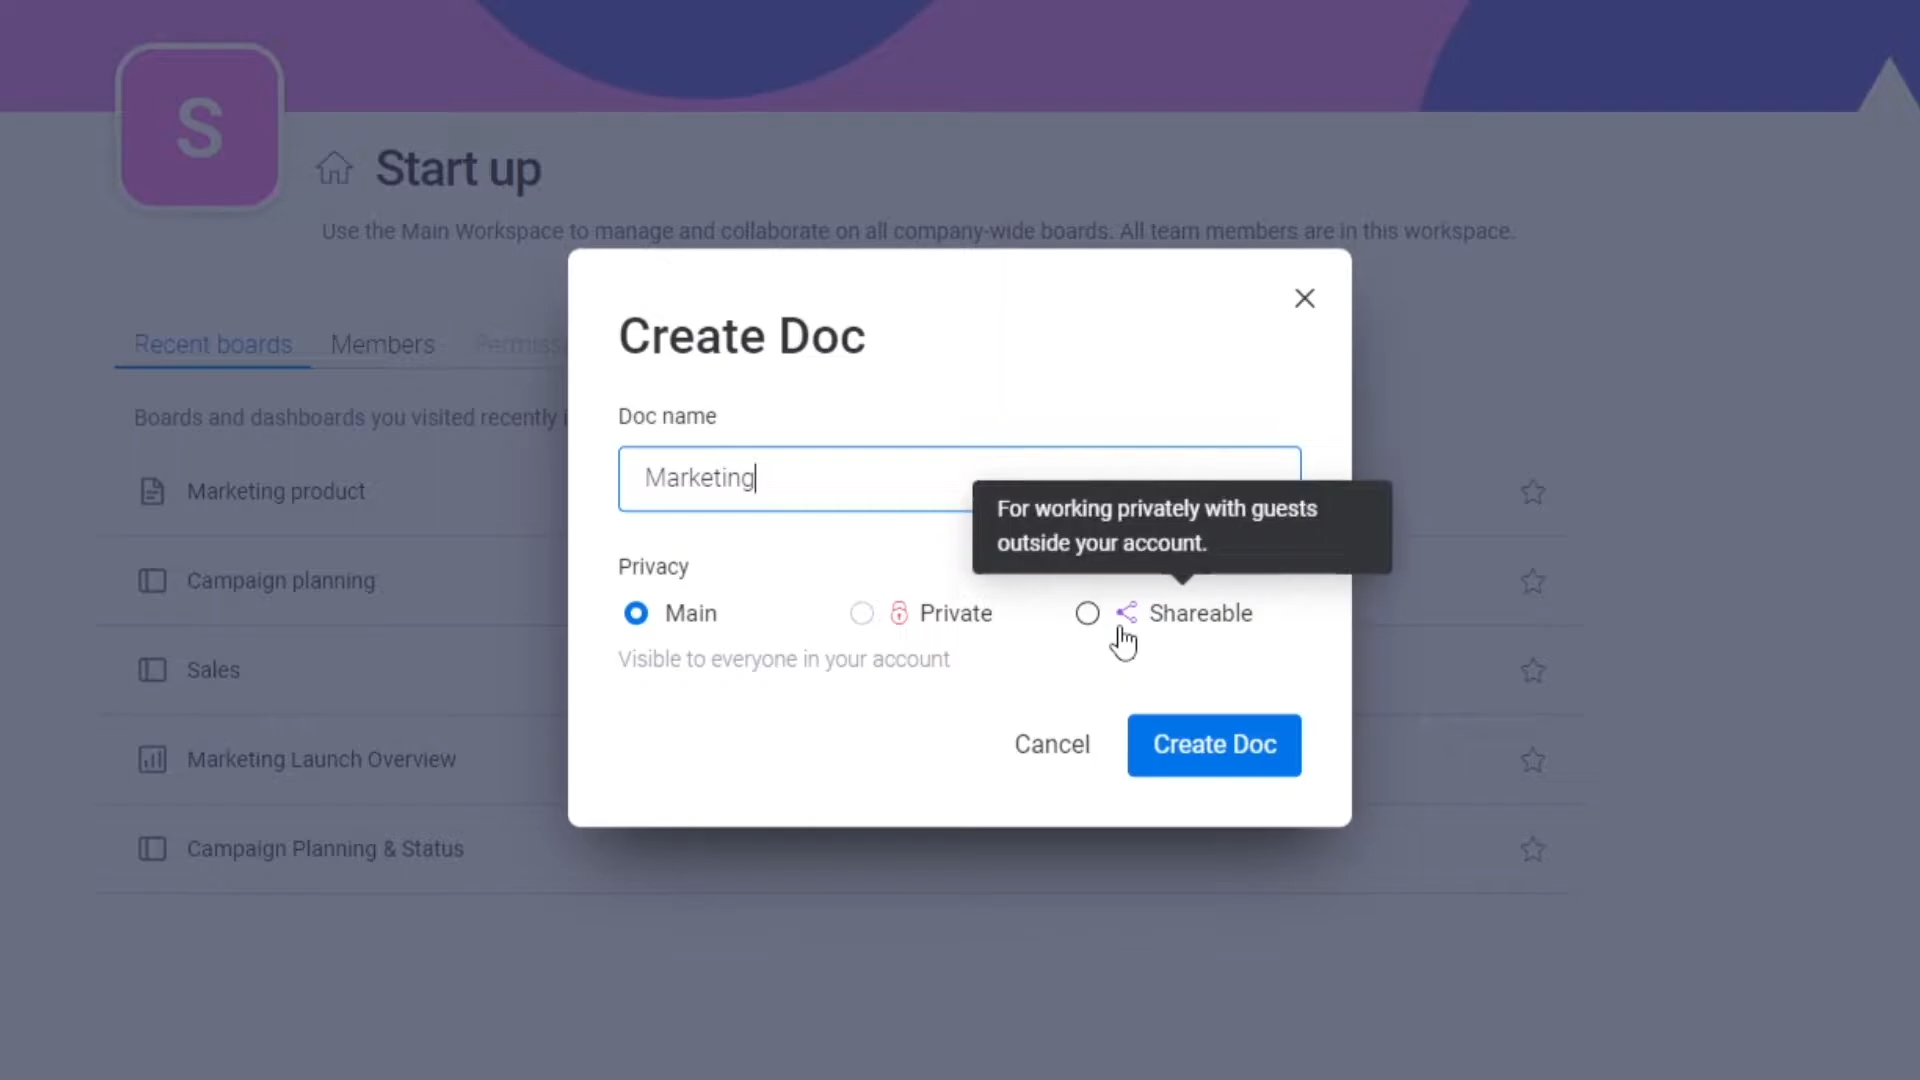 S
Start up
Use the Main Workspace to manage and collaborate on all company-wide boards. All team members are in this workspace.
Recent boards Members
Boards and dashboards you visited recently
Marketing product
Campaign planning
Sales
Marketing Launch Overview
Campaign Planning & Status
Create Doc
Doc name
Marketing
For working privately with guests
outside your account.
Privacy
Main Private Shareable
Visible to everyone in your account
Cancel Create Doc